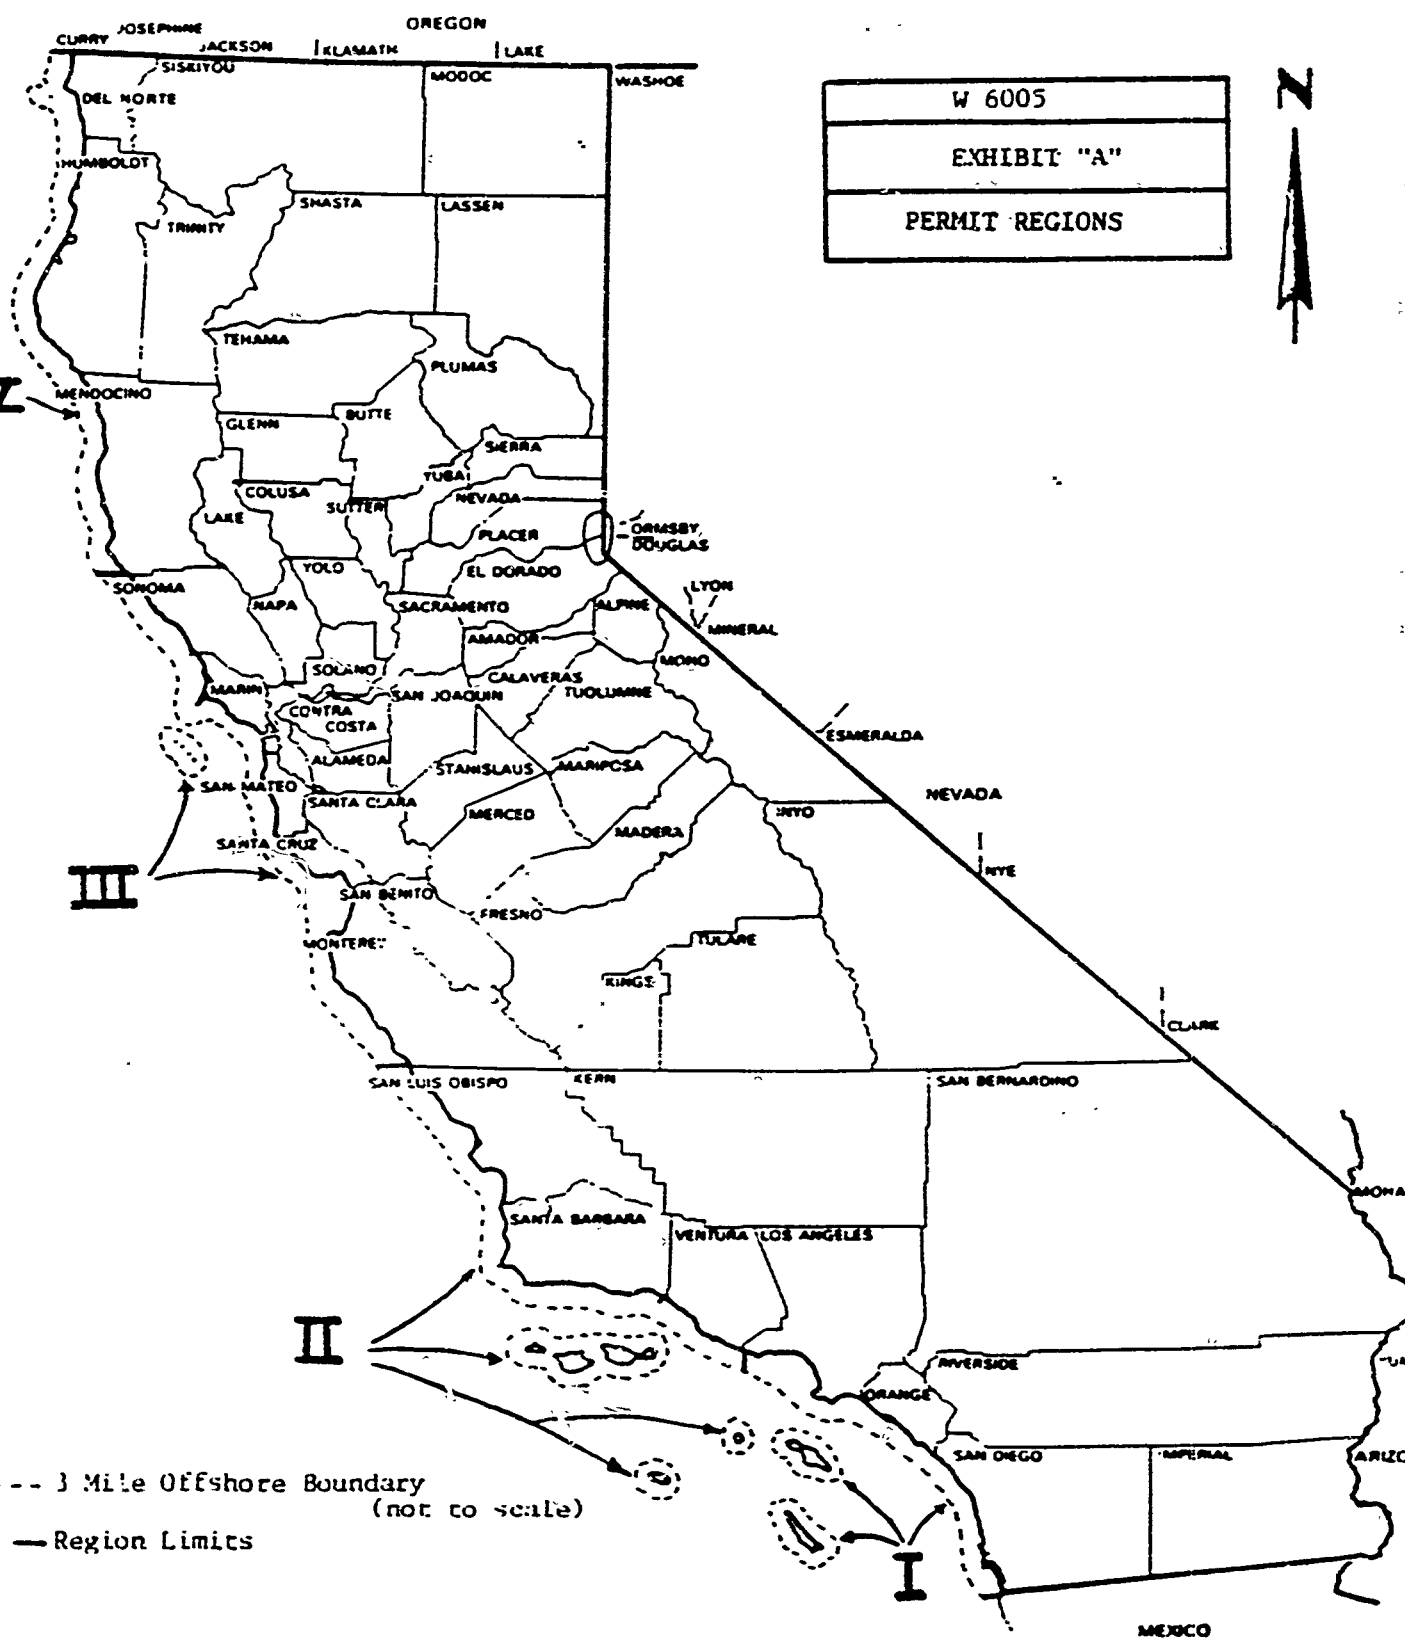 OREGON
CURRY
JOSEPHINE
JACKSON
KLAMATH
LAKE
SISKIYOU
MODOC
WASHOE
DEL NORTE
HUMBOLDT
TRINITY
SHASTA
LASSEN
W 6005
EXHIBIT "A"
PERMIT REGIONS
N
TEHAMA
PLUMAS
MENDOCINO
GLENN
BUTTE
SIERRA
COLUSA
SUTTER
YUBA
NEVADA
LAKE
PLACER
ORMSBY
DOUGLAS
YOLO
EL DORADO
SONOMA
NAPA
SACRAMENTO
ALPINE
LYON
MINERAL
AMADOR
SOLANO
CALAVERAS
MONO
MARIN
SAN JOAQUIN
TUOLUMNE
CONTRA
COSTA
ESMERALDA
ALAMEDA
STANISLAUS
MARIPOSA
SAN MATEO
SANTA CLARA
MERCED
NEVADA
INYO
MADERA
SANTA CRUZ
III
NYE
SAN BENITO
FRESNO
MONTEREY
TULARE
KINGS
CLARK
SAN LUIS OBISPO
KERN
SAN BERNARDINO
SANTA BARBARA
VENTURA
LOS ANGELES
MOHA
II
RIVERSIDE
ORANGE
SAN DIEGO
IMPERIAL
ARIZO
-- 3 Mile Offshore Boundary
(not to scale)
Region Limits
I
MEXICO